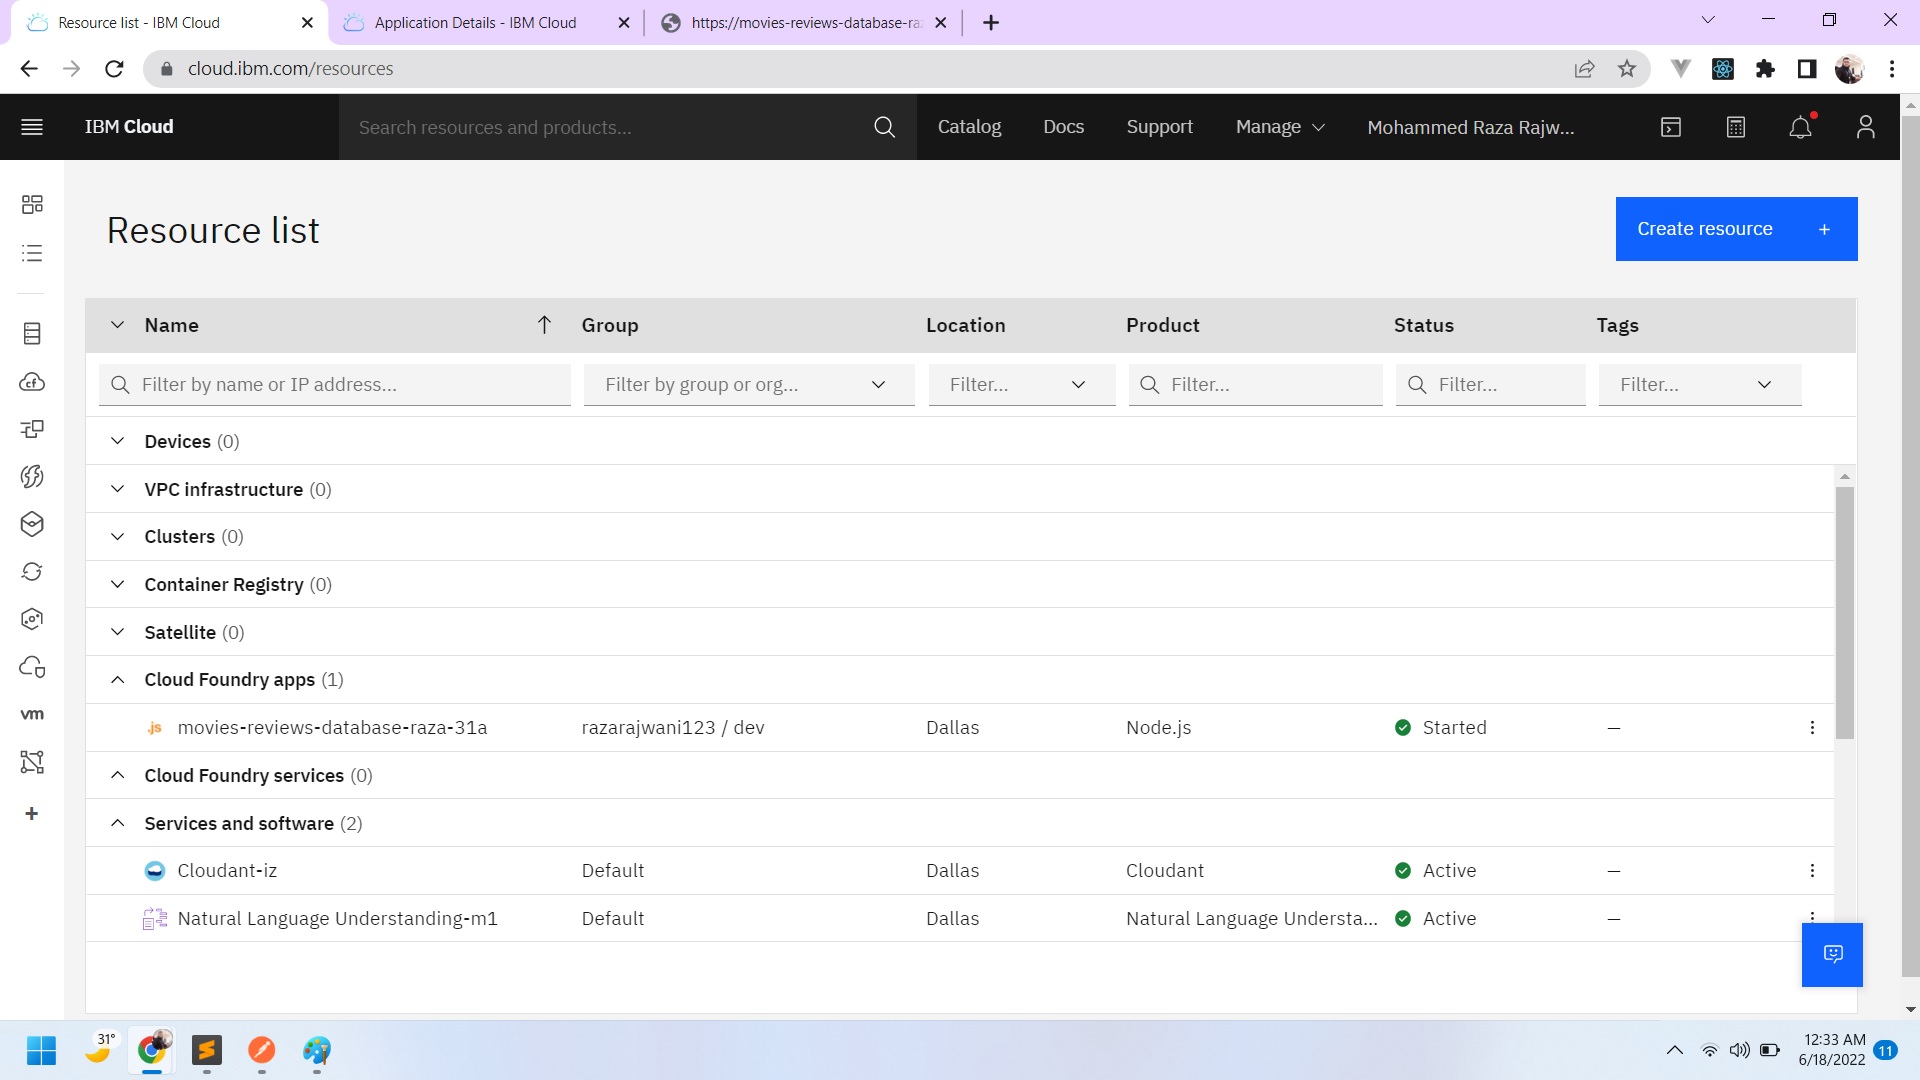 Resource list - IBM Cloud
Application Details - IBM Cloud
https://movies-reviews-database-ra
cloud.ibm.com/resources
IBM Cloud
Search resources and products...
Catalog
Docs
Support
Manage
Mohammed Raza Rajw...
Resource list
Create resource +
Name Group Location Product Status Tags
Filter by name or IP address... Filter by group or org... Filter... Filter... Filter... Filter...
Devices (0)
VPC infrastructure (0)
Clusters (0)
Container Registry (0)
Satellite (0)
Cloud Foundry apps (1)
.js movies-reviews-database-raza-31a razarajwani123 / dev Dallas Node.js Started —
Cloud Foundry services (0)
Services and software (2)
Cloudant-iz Default Dallas Cloudant Active —
Natural Language Understanding-m1 Default Dallas Natural Language Understa... Active —
cf
vm
31°
12:33 AM
6/18/2022
11